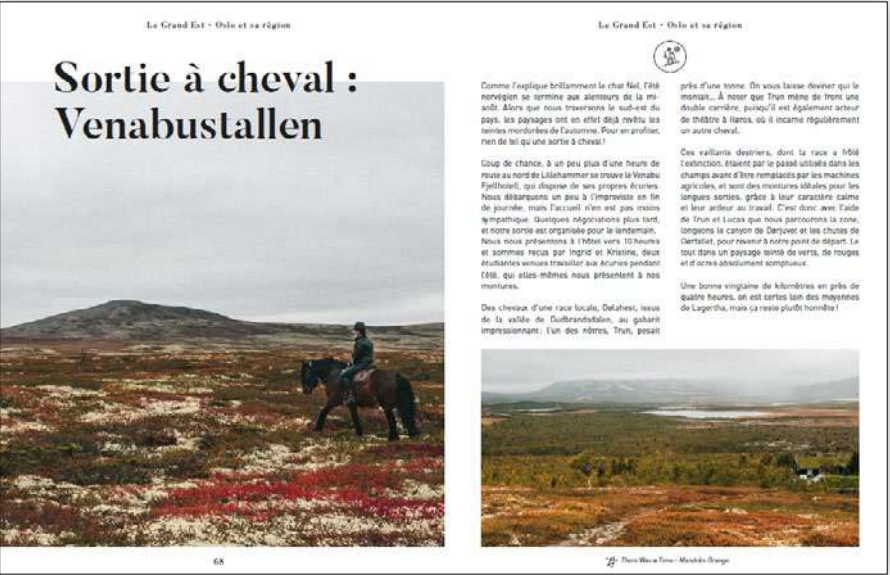 Le Grand Est • Oslo et sa région
Sortie à cheval :
Venabustallen
68
Le Grand Est • Oslo et sa région
Comme l'explique brillamment le chat Nel, l'été
norvégien se termine aux alentours de la mi-
août. Alors que nous traversons le sud-est du
pays, les paysages ont en effet déjà revêtu les
teintes mordorées de l'automne. Pour en profiter,
rien de tel qu'une sortie à cheval !
Coup de chance, à un peu plus d'une heure de
route au nord de Lillehammer se trouve le Venabu
Fjellhotell, qui dispose de ses propres écuries.
Nous débarquons un peu à l'improviste en fin
de journée, mais l'accueil n'en est pas moins
sympathique. Quelques négociations plus tard,
et notre sortie est organisée pour le lendemain.
Nous nous présentons à l'hôtel vers 10 heures
et sommes reçus par Ingrid et Kristine, deux
étudiantes venues travailler aux écuries pendant
l'été, qui elles-mêmes nous présentent à nos
montures.
Des chevaux d'une race locale, Dølahest, issus
de la vallée de Gudbrandsdalen, au gabarit
impressionnant : l'un des nôtres, Trun, pesait
près d'une tonne. On vous laisse deviner qui le
montait... À noter que Trun mène de front une
double carrière, puisqu'il est également acteur
de théâtre à Røros, où il incarne régulièrement
un autre cheval.
Ces vaillants destriers, dont la race a frôlé
l'extinction, étaient par le passé utilisés dans les
champs avant d'être remplacés par les machines
agricoles, et sont des montures idéales pour les
longues sorties, grâce à leur caractère calme
et leur ardeur au travail. C'est donc avec l'aide
de Trun et Lucas que nous parcourons la zone,
longeons le canyon de Dørjuvet et les chutes de
Dørfallet, pour revenir à notre point de départ. Le
tout dans un paysage teinté de verts, de rouges
et d'ocres absolument somptueux.
Une bonne vingtaine de kilomètres en près de
quatre heures, on est certes loin des moyennes
de Lagertha, mais ça reste plutôt honnête !
There Was a Time - Mandolin Orange